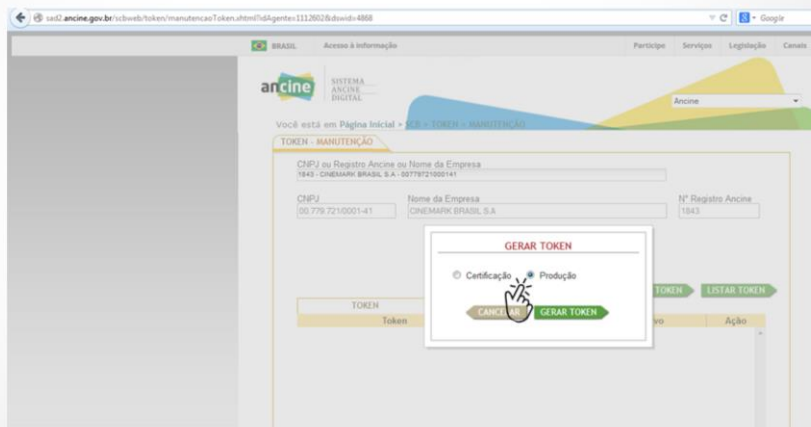 sad2.ancine.gov.br/scbweb/token/manutencaoToken.xhtml?idAgente=1112602&dswid=4868
Google
BRASIL Acesso à informação Participe Serviços Legislação Canais
ancine SISTEMA ANCINE DIGITAL
Ancine
Você está em Página Inicial > SCB > TOKEN > MANUTENÇÃO
TOKEN - MANUTENÇÃO
CNPJ ou Registro Ancine ou Nome da Empresa
1843 - CINEMARK BRASIL S.A - 00779721000141
CNPJ Nome da Empresa Nº Registro Ancine
00.779.721/0001-41 CINEMARK BRASIL S.A 1843
GERAR TOKEN
Certificação Produção
TOKEN LISTAR TOKEN
CANCELAR GERAR TOKEN
TOKEN
Token vo Ação